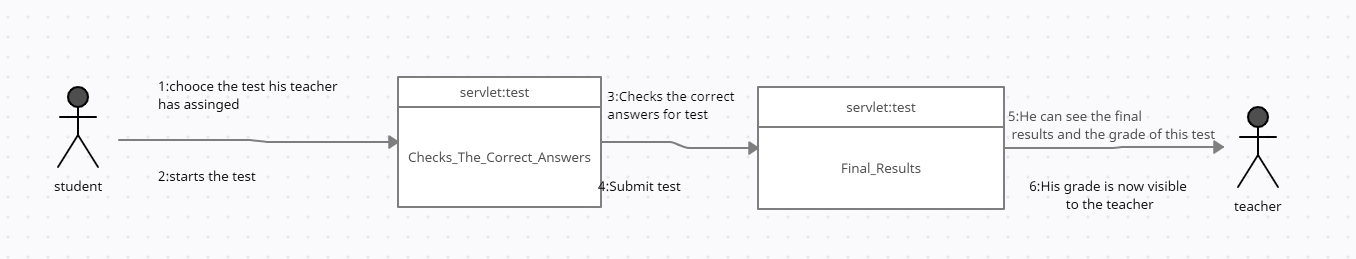 1:chooce the test his teacher
has assinged
2:starts the test
student
servlet:test
Checks_The_Correct_Answers
3:Checks the correct
answers for test
4:Submit test
servlet:test
Final_Results
5:He can see the final
results and the grade of this test
6:His grade is now visible
to the teacher
teacher